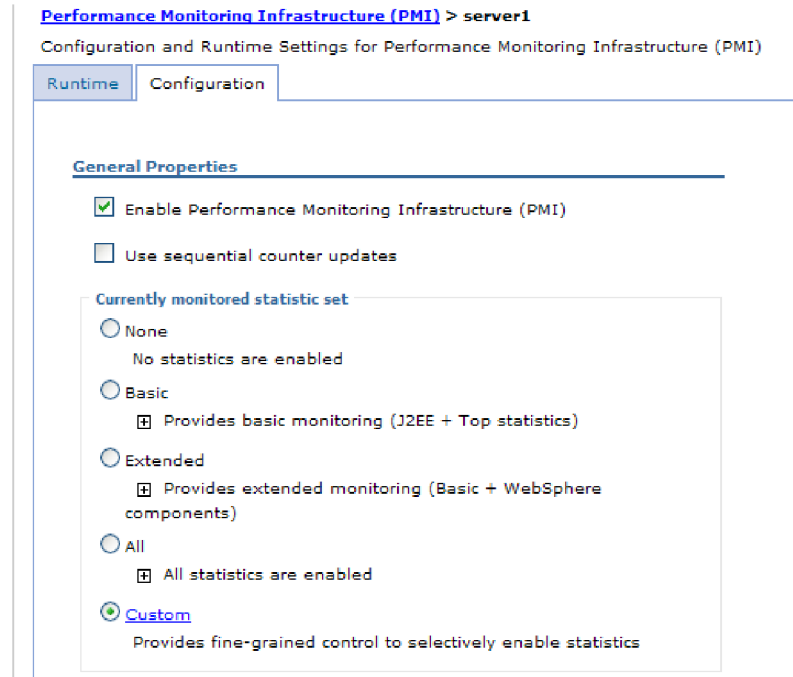 Performance Monitoring Infrastructure (PMI) > server1
Configuration and Runtime Settings for Performance Monitoring Infrastructure (PMI)
Runtime
Configuration
General Properties
Enable Performance Monitoring Infrastructure (PMI)
Use sequential counter updates
Currently monitored statistic set
None
No statistics are enabled
Basic
Provides basic monitoring (J2EE + Top statistics)
Extended
Provides extended monitoring (Basic + WebSphere
components)
All
All statistics are enabled
Custom
Provides fine-grained control to selectively enable statistics